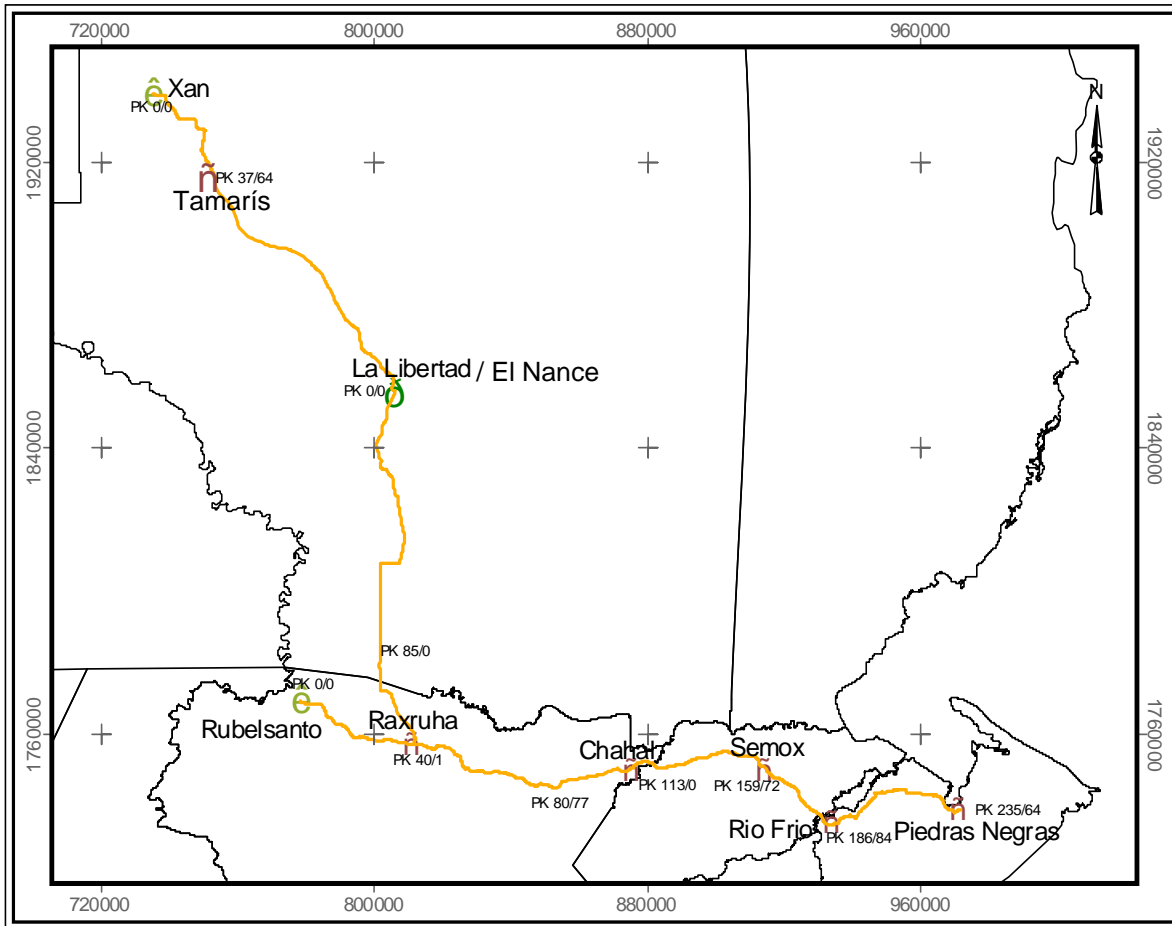 720000 800000 880000 960000
ê Xan
PK 0/0
N
1920000 1920000
ñ PK 37/64
Tamarís
La Libertad / El Nance
PK 0/0 ó
1840000 1840000
PK 85/0
PK 0/0
ê
Rubelsanto
Raxruha
ñ
PK 40/1
1760000 1760000
Chahal
ñ
PK 113/0
Semox
ñ
PK 159/72
PK 80/77
Rio Frio ñ
PK 186/84
Piedras Negras
ñ PK 235/64
720000 800000 880000 960000